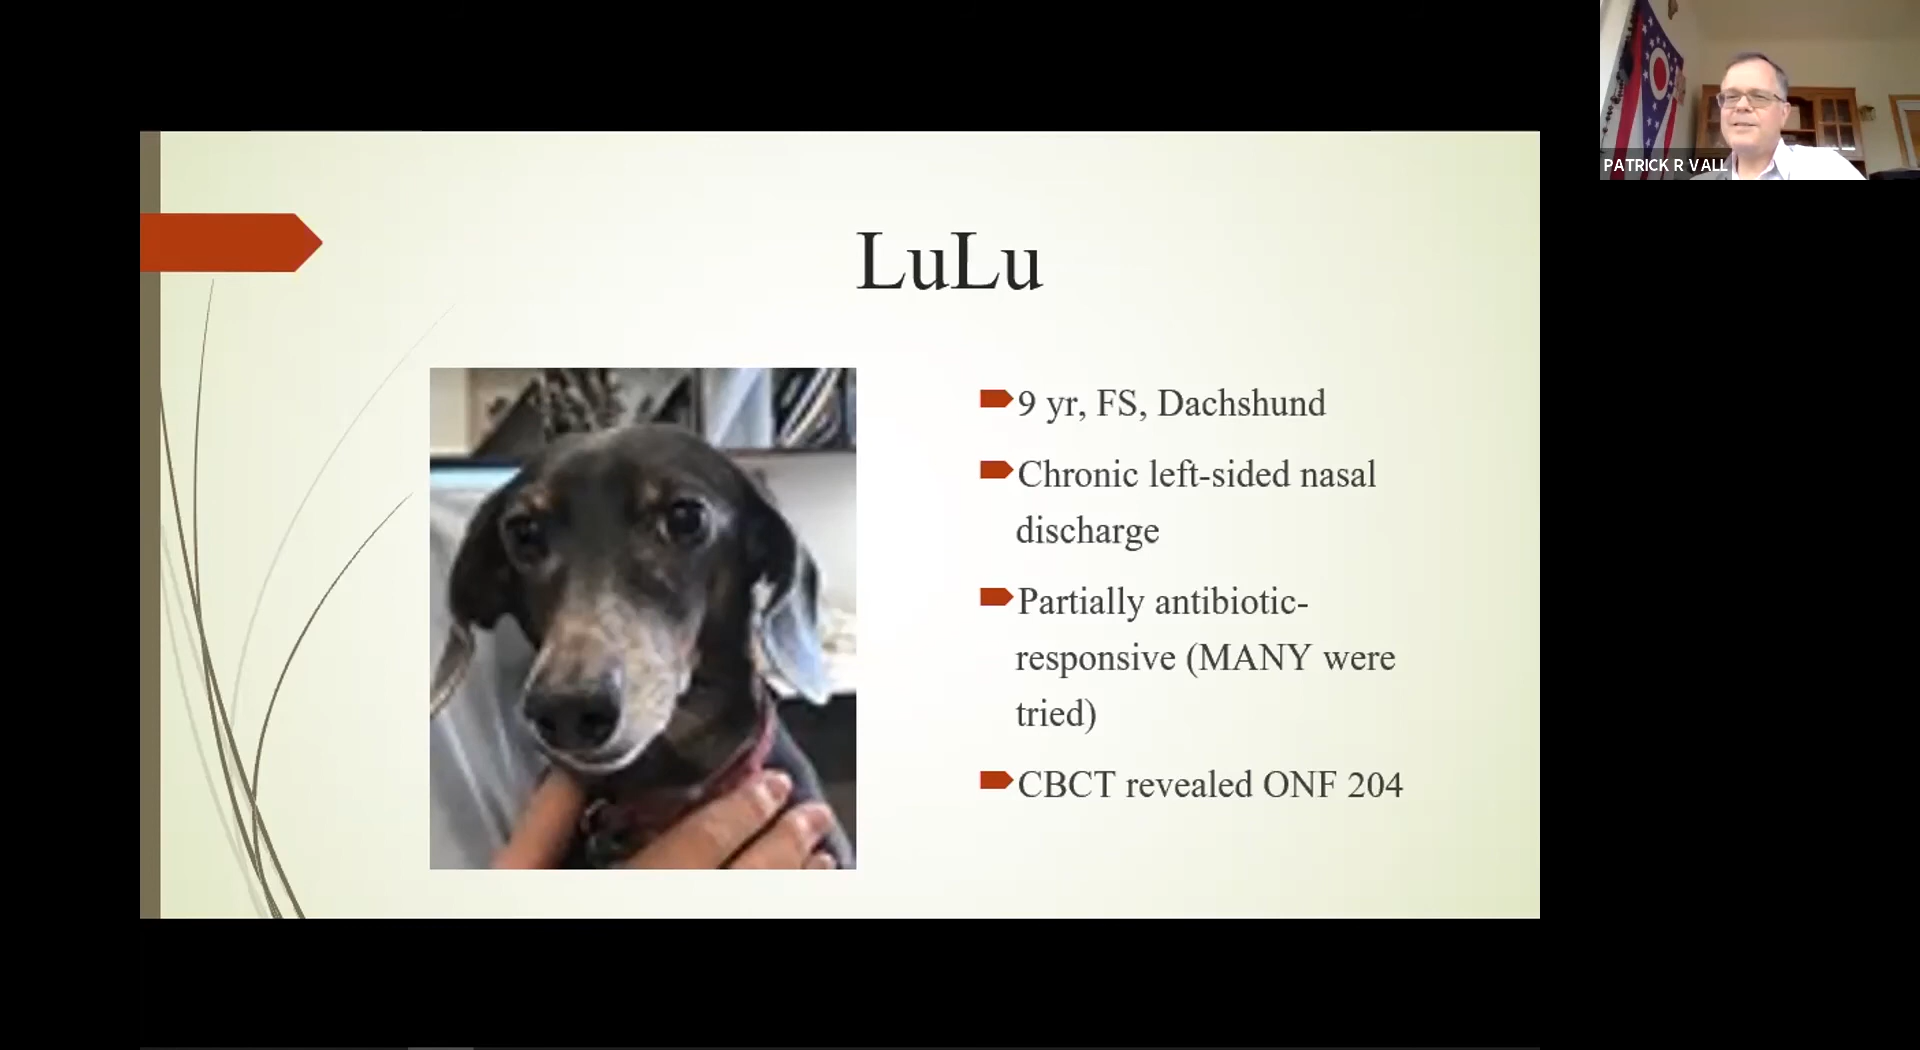 PATRICK R VALL
LuLu
9 yr, FS, Dachshund
Chronic left-sided nasal
discharge
Partially antibiotic-
responsive (MANY were
tried)
CBCT revealed ONF 204